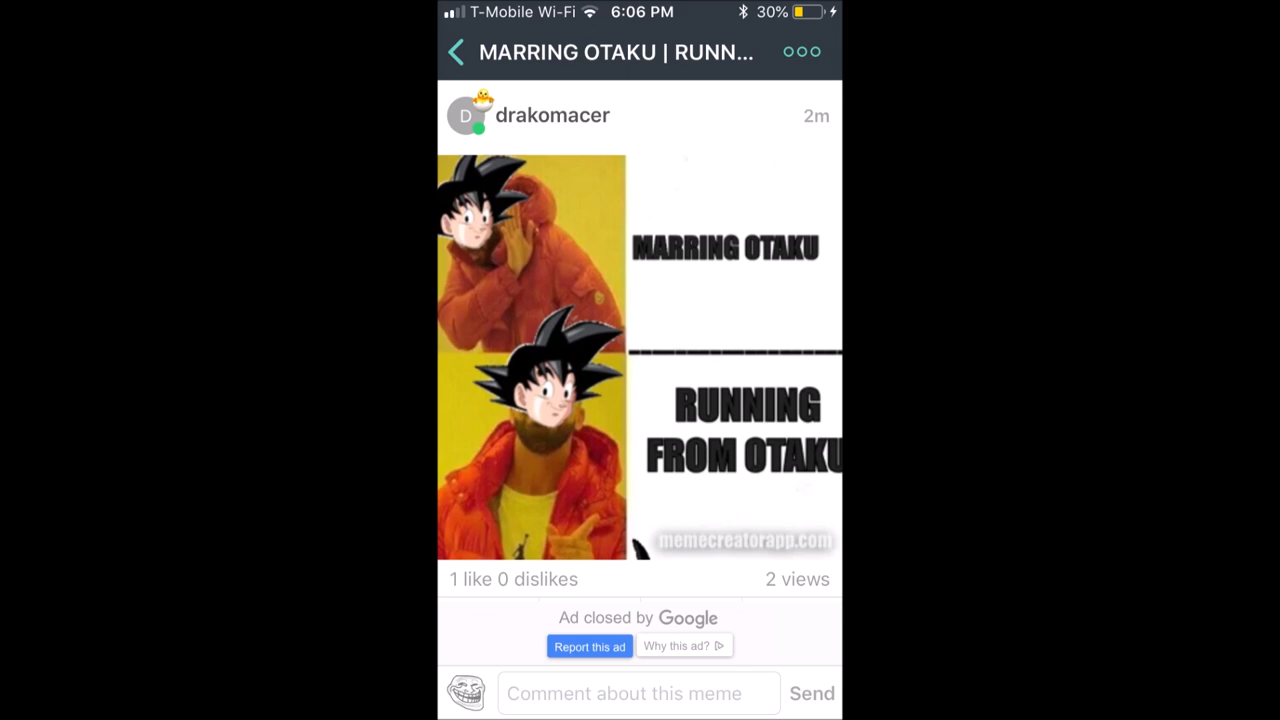 T-Mobile Wi-Fi 6:06 PM 30%
MARRING OTAKU | RUNN...
D drakomacer 2m
MARRING OTAKU
RUNNING
FROM OTAKU
memecreatorapp.com
1 like 0 dislikes 2 views
Ad closed by Google
Report this ad Why this ad?
Comment about this meme Send